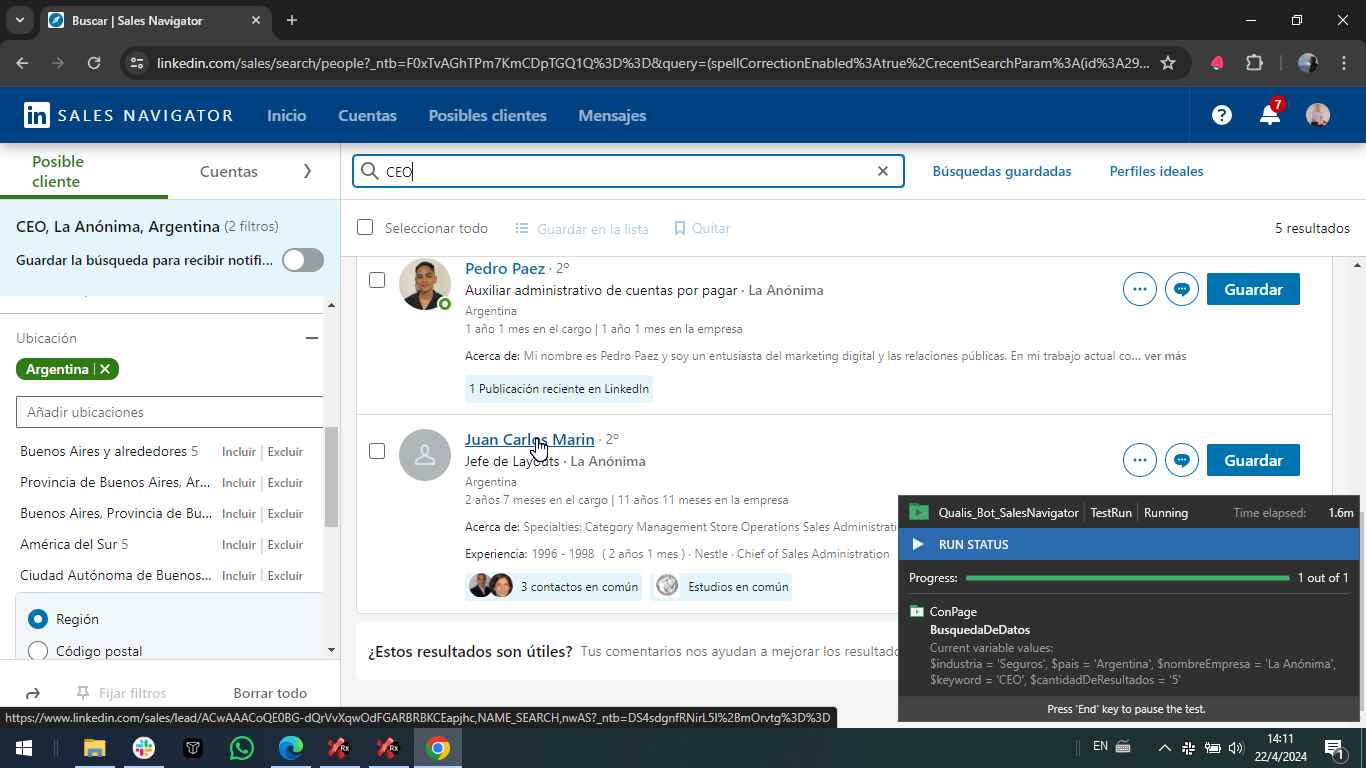 Buscar | Sales Navigator
linkedin.com/sales/search/people?_ntb=F0xTvAGhTPm7KmCDpTGQ1Q%3D%3D&query=(spellCorrectionEnabled%3Atrue%2CrecentSearchParam%3A(id%3A29...
in SALES NAVIGATOR Inicio Cuentas Posibles clientes Mensajes 7
Posible cliente
Cuentas
CEO
Búsquedas guardadas
Perfiles ideales
CEO, La Anónima, Argentina (2 filtros)
Guardar la búsqueda para recibir notifi...
Seleccionar todo Guardar en la lista Quitar 5 resultados
Ubicación
Argentina
Añadir ubicaciones
Buenos Aires y alrededores 5 Incluir Excluir
Provincia de Buenos Aires, Ar... Incluir Excluir
Buenos Aires, Provincia de Bu... Incluir Excluir
América del Sur 5 Incluir Excluir
Ciudad Autónoma de Buenos... Incluir Excluir
Región
Código postal
Fijar filtros Borrar todo
Pedro Paez · 2º
Auxiliar administrativo de cuentas por pagar · La Anónima
Argentina
1 año 1 mes en el cargo | 1 año 1 mes en la empresa
Acerca de: Mi nombre es Pedro Paez y soy un entusiasta del marketing digital y las relaciones públicas. En mi trabajo actual co... ver más
1 Publicación reciente en LinkedIn
Guardar
Juan Carlos Marin · 2º
Jefe de Layouts · La Anónima
Argentina
2 años 7 meses en el cargo | 11 años 11 meses en la empresa
Acerca de: Specialties: Category Management Store Operations Sales Administrati
Experiencia: 1996 - 1998 ( 2 años 1 mes ) · Nestle · Chief of Sales Administration
3 contactos en común Estudios en común
Guardar
¿Estos resultados son útiles? Tus comentarios nos ayudan a mejorar los resultado
Qualis_Bot_SalesNavigator TestRun Running Time elapsed: 1.6m
RUN STATUS
Progress: 1 out of 1
ConPage
BusquedaDeDatos
Current variable values:
$industria = 'Seguros', $pais = 'Argentina', $nombreEmpresa = 'La Anónima',
$keyword = 'CEO', $cantidadDeResultados = '5'
Press 'End' key to pause the test.
https://www.linkedin.com/sales/lead/ACwAAACoQE0BG-dQrVvXqwOdFGARBRBKCEapjhc,NAME_SEARCH,nwAS?_ntb=DS4sdgnfRNirL5I%2BmOrvtg%3D%3D
Rx
Rx
EN
14:11
22/4/2024
1